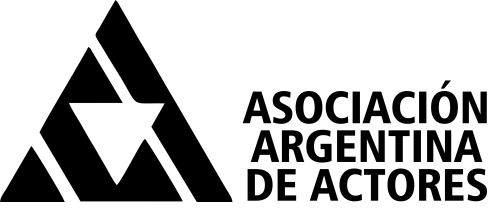 ASOCIACIÓN
ARGENTINA
DE ACTORES